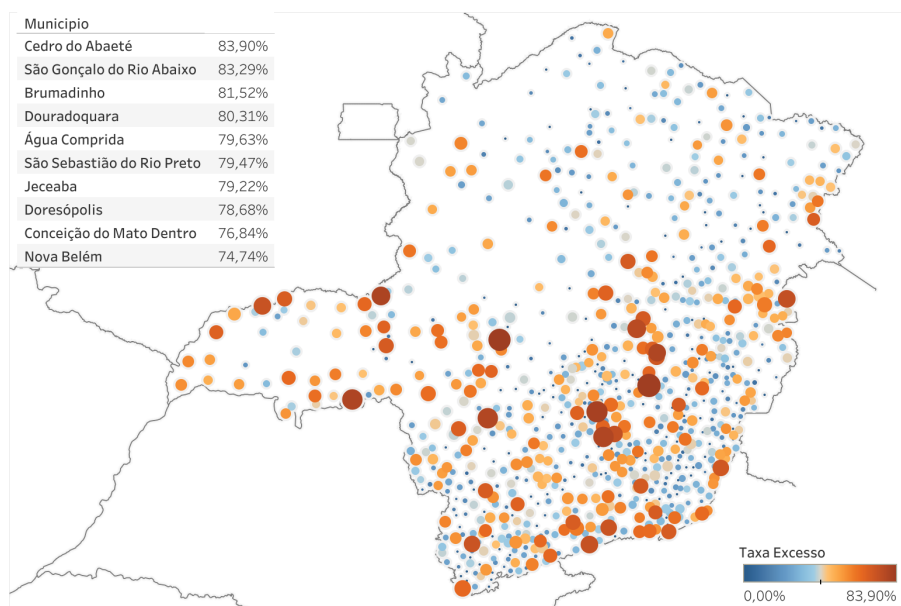 Municipio
Cedro do Abaeté 83,90%
São Gonçalo do Rio Abaixo 83,29%
Brumadinho 81,52%
Douradoquara 80,31%
Água Comprida 79,63%
São Sebastião do Rio Preto 79,47%
Jeceaba 79,22%
Doresópolis 78,68%
Conceição do Mato Dentro 76,84%
Nova Belém 74,74%
Taxa Excesso
0,00% 83,90%